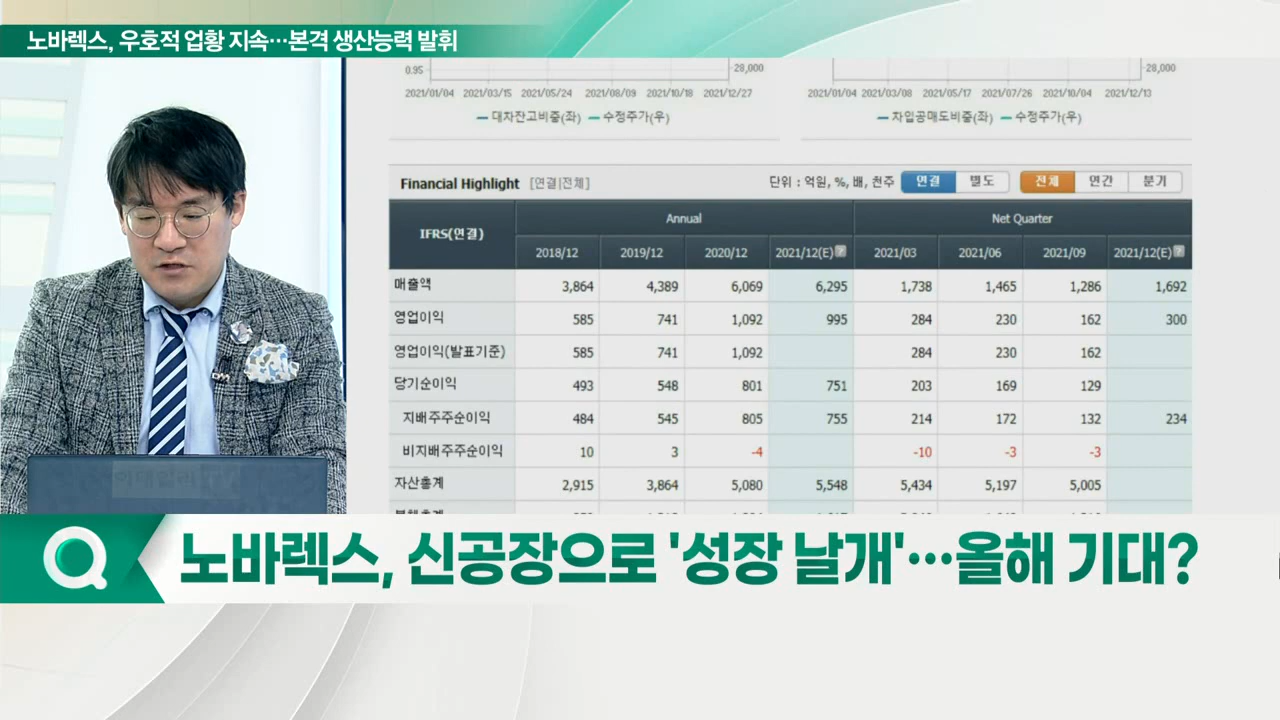 노바렉스, 우호적 업황 지속…본격 생산능력 발휘
0.95 28,000 28,000
2021/01/04 2021/03/15 2021/05/24 2021/08/09 2021/10/18 2021/12/27 2021/01/04 2021/03/08 2021/05/17 2021/07/26 2021/10/04 2021/12/13
대차잔고비중(좌) 수정주가(우) 차입공매도비중(좌) 수정주가(우)
Financial Highlight [연결|전체] 단위 : 억원, %, 배, 천주 연결 별도 전체 연간 분기
IFRS(연결) Annual Net Quarter
2018/12 2019/12 2020/12 2021/12(E) 2021/03 2021/06 2021/09 2021/12(E)
매출액 3,864 4,389 6,069 6,295 1,738 1,465 1,286 1,692
영업이익 585 741 1,092 995 284 230 162 300
영업이익(발표기준) 585 741 1,092 284 230 162
당기순이익 493 548 801 751 203 169 129
지배주주순이익 484 545 805 755 214 172 132 234
비지배주주순이익 10 3 -4 -10 -3 -3
자산총계 2,915 3,864 5,080 5,548 5,434 5,197 5,005
노바렉스, 신공장으로 '성장 날개'…올해 기대?